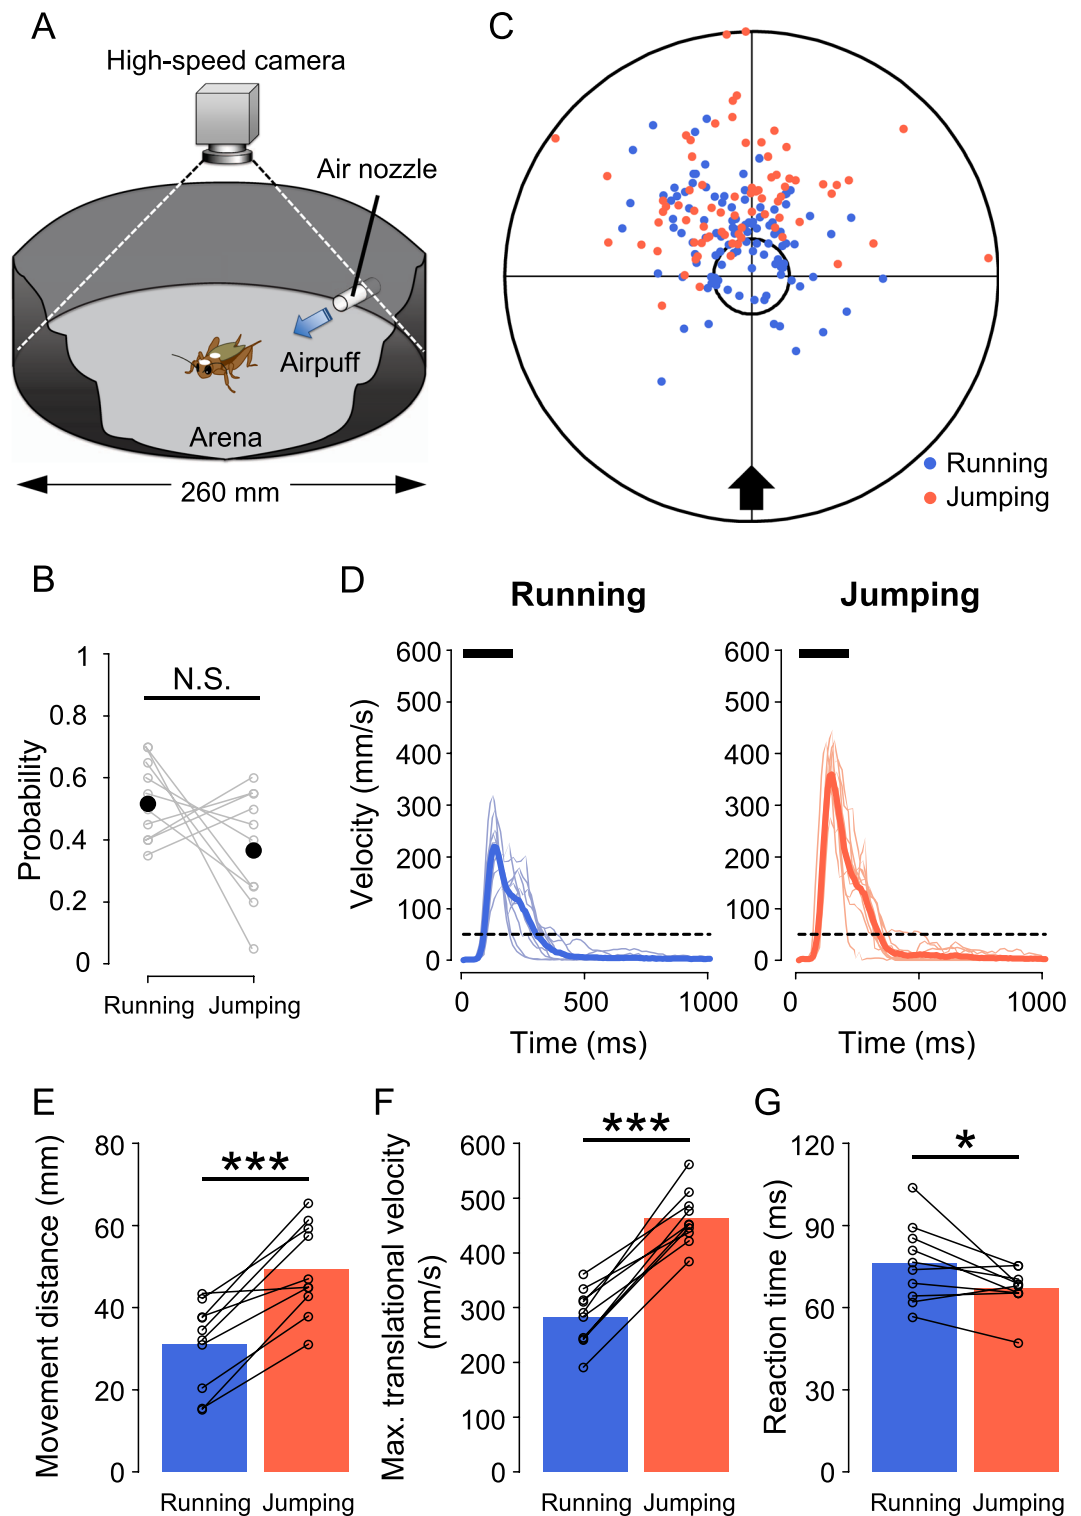 A
High-speed camera
Air nozzle
Airpuff
Arena
260 mm
C
Running
Jumping
B
N.S.
Probability
1
0.8
0.6
0.4
0.2
0
Running Jumping
D
Running
Velocity (mm/s)
600
500
400
300
200
100
0
0 500 1000
Time (ms)
Jumping
600
500
400
300
200
100
0
0 500 1000
Time (ms)
E
Movement distance (mm)
80
60
40
20
0
***
Running Jumping
F
Max. translational velocity
(mm/s)
600
500
400
300
200
100
0
***
Running Jumping
G
Reaction time (ms)
120
90
60
30
0
*
Running Jumping